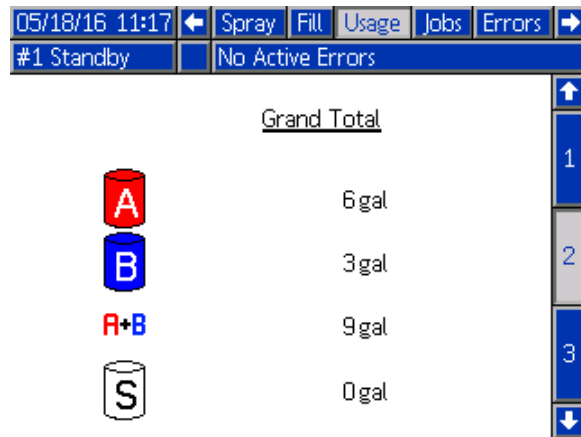 05/18/16 11:17 Spray Fill Usage Jobs Errors
#1 Standby No Active Errors
Grand Total
1
A 6 gal
B 3 gal
2
A+B 9 gal
3
S 0 gal